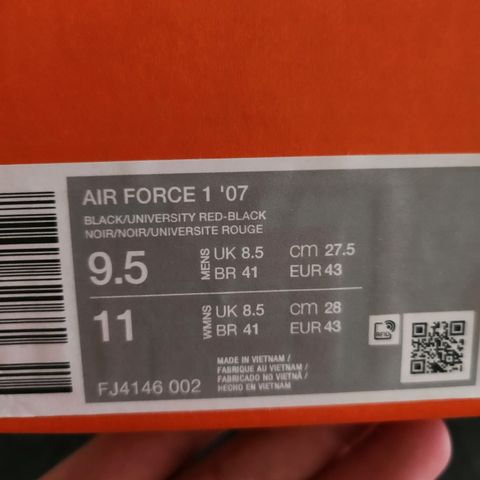 AIR FORCE 1 '07
BLACK/UNIVERSITY RED-BLACK
NOIR/NOIR/UNIVERSITE ROUGE
9.5 MENS UK 8.5 CM 27.5
BR 41 EUR 43
11 WMNS UK 8.5 CM 28
BR 41 EUR 43
MADE IN VIETNAM /
FABRIQUE AU VIETNAM /
FABRICADO NO VIETNÃ /
HECHO EN VIETNAM
FJ4146 002
RFID